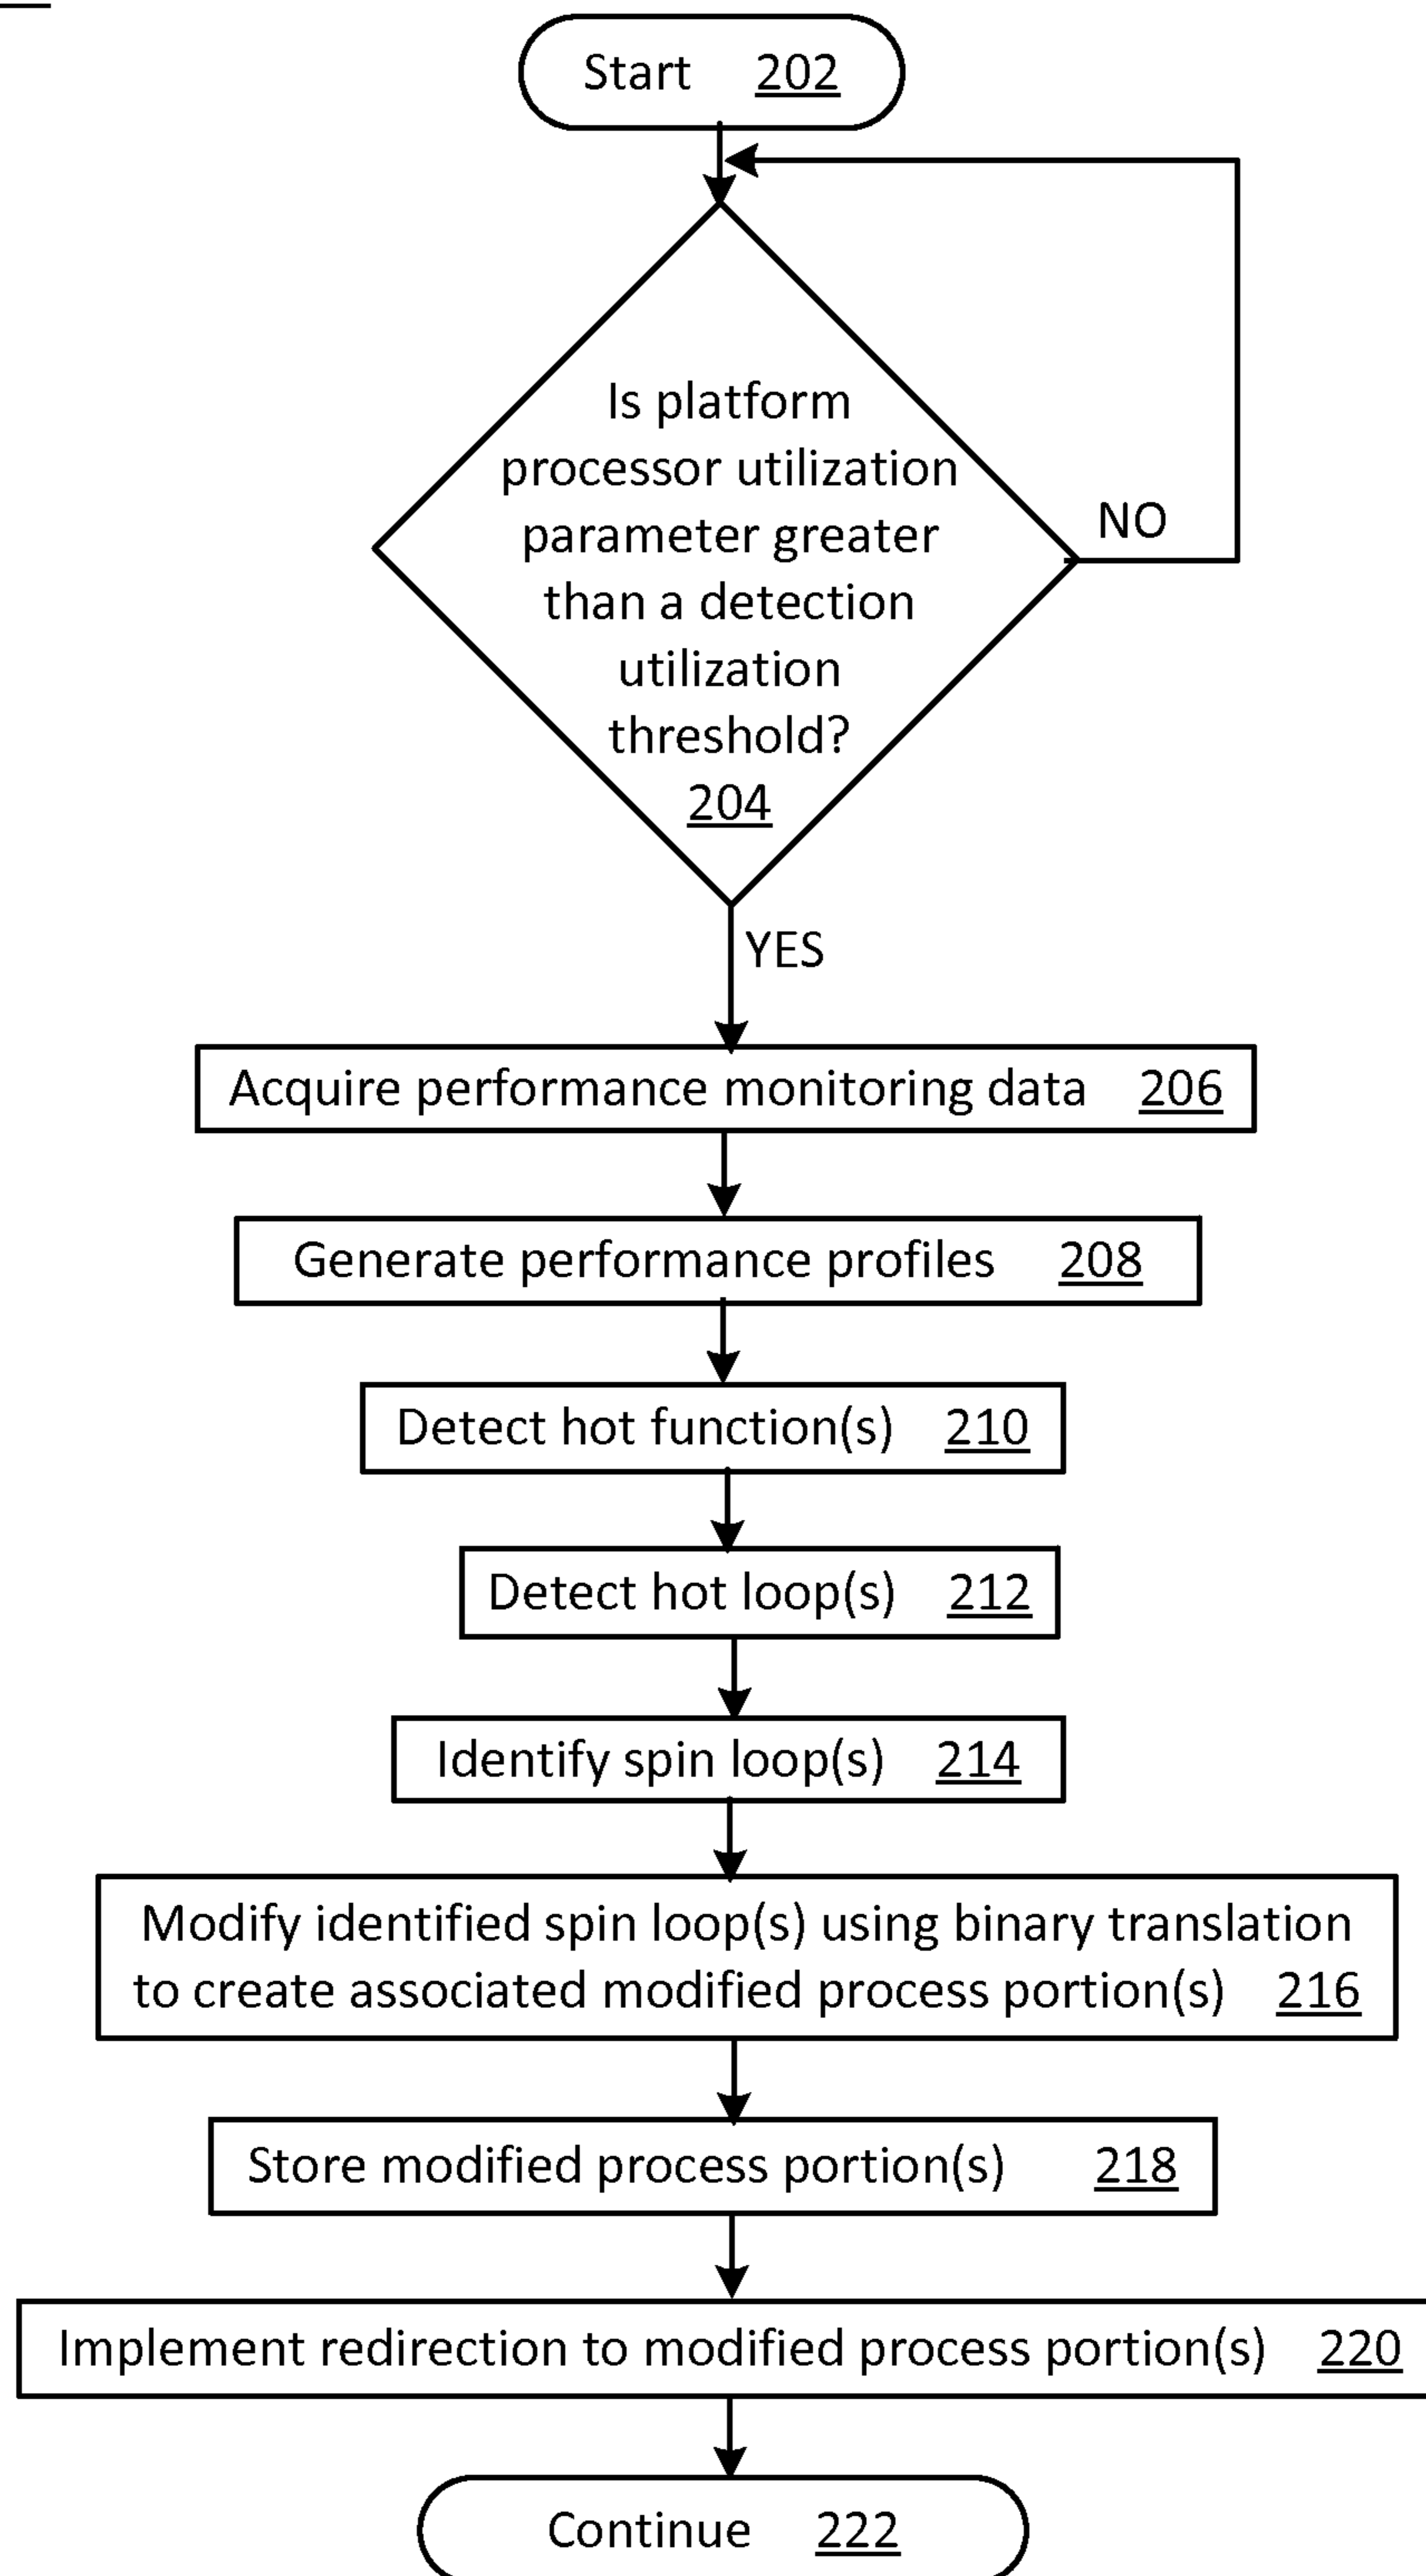 Start 202
Is platform
processor utilization
parameter greater
than a detection
utilization
threshold?
204
NO
YES
Acquire performance monitoring data 206
Generate performance profiles 208
Detect hot function(s) 210
Detect hot loop(s) 212
Identify spin loop(s) 214
Modify identified spin loop(s) using binary translation
to create associated modified process portion(s) 216
Store modified process portion(s) 218
Implement redirection to modified process portion(s) 220
Continue 222